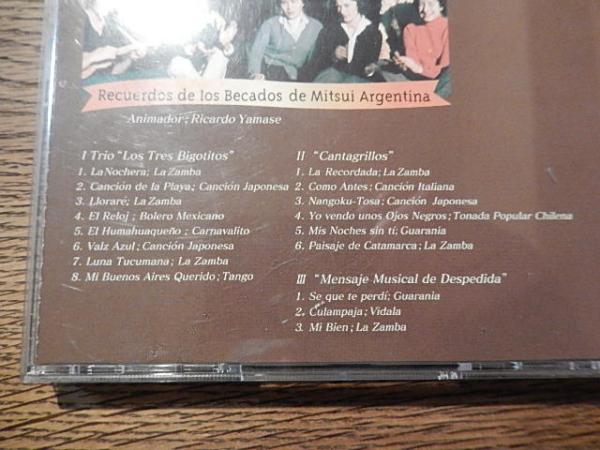 Recuerdos de los Becados de Mitsui Argentina
Animador ; Ricardo Yamase
I Trio "Los Tres Bigotitos"
1. La Nochera; La Zamba
2. Canción de la Playa; Canción Japonesa
3. Lloraré; La Zamba
4. El Reloj ; Bolero Mexicano
5. El Humahuaqueño ; Carnavalito
6. Valz Azul ; Canción Japonesa
7. Luna Tucumana ; La Zamba
8. Mi Buenos Aires Querido ; Tango
II "Cantagrillos"
1. La Recordada; La Zamba
2. Como Antes; Canción Italiana
3. Nangoku-Tosa; Canción Japonesa
4. Yo vendo unos Ojos Negros; Tonada Popular Chilena
5. Mis Noches sin tí; Guarania
6. Paisaje de Catamarca; La Zamba
III "Mensaje Musical de Despedida"
1. Se que te perdí; Guarania
2. Culampaja ; Vidala
3. Mi Bien ; La Zamba